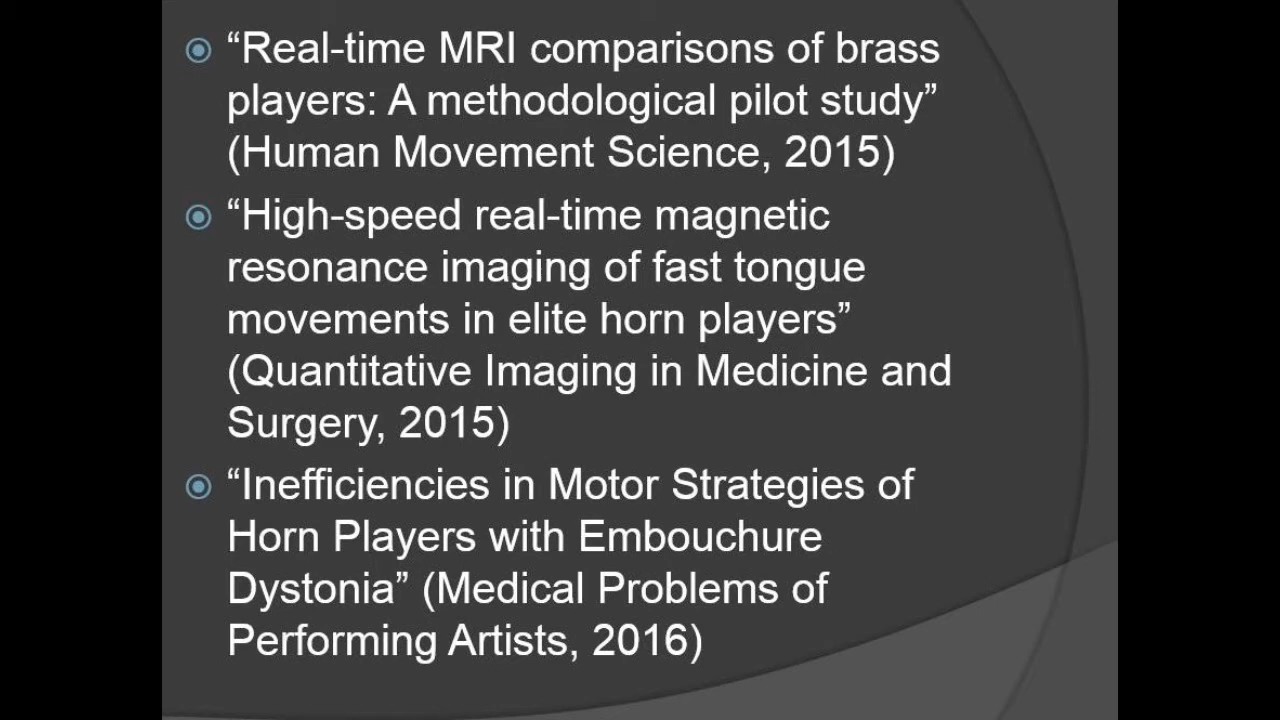 “Real-time MRI comparisons of brass
players: A methodological pilot study”
(Human Movement Science, 2015)
“High-speed real-time magnetic
resonance imaging of fast tongue
movements in elite horn players”
(Quantitative Imaging in Medicine and
Surgery, 2015)
“Inefficiencies in Motor Strategies of
Horn Players with Embouchure
Dystonia” (Medical Problems of
Performing Artists, 2016)